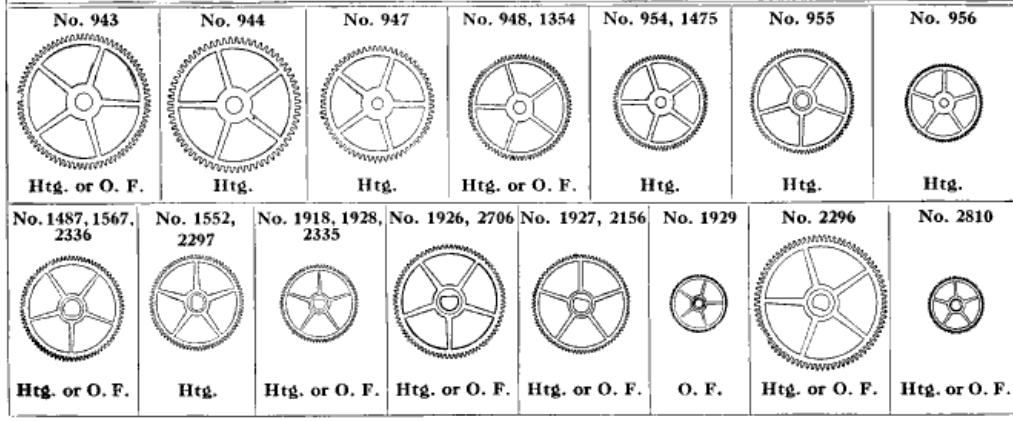 No. 943
No. 944
No. 947
No. 948, 1354
No. 954, 1475
No. 955
No. 956
Htg. or O. F.
Htg.
Htg.
Htg. or O. F.
Htg.
Htg.
Htg.
No. 1487, 1567,
2336
No. 1552,
2297
No. 1918, 1928,
2335
No. 1926, 2706
No. 1927, 2156
No. 1929
No. 2296
No. 2810
Htg. or O. F.
Htg.
Htg. or O. F.
Htg. or O. F.
Htg. or O. F.
O. F.
Htg. or O. F.
Htg. or O. F.